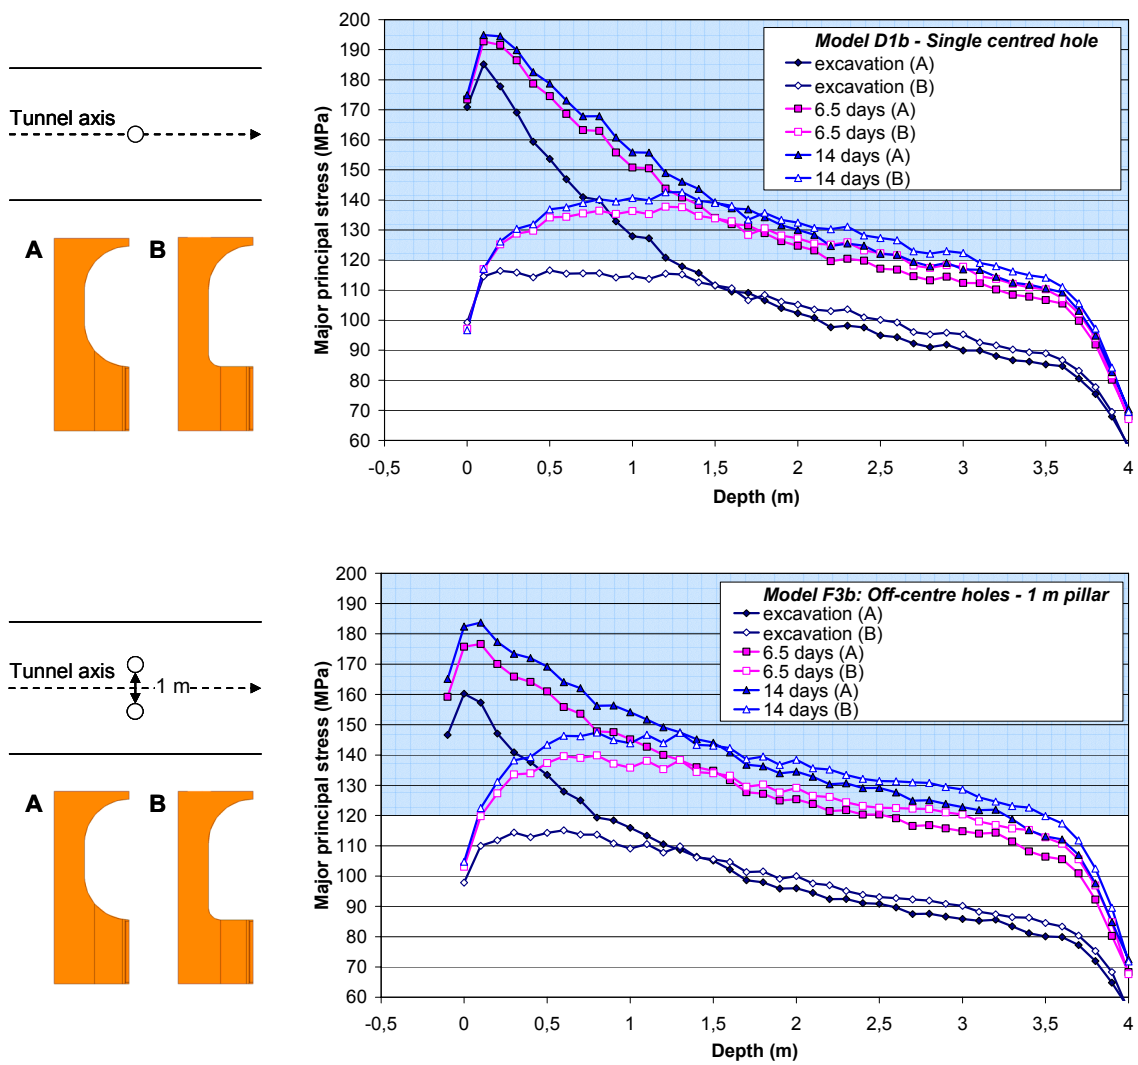 Tunnel axis
A
B
Major principal stress (MPa)
200
190
180
170
160
150
140
130
120
110
100
90
80
70
60
Model D1b - Single centred hole
excavation (A)
excavation (B)
6.5 days (A)
6.5 days (B)
14 days (A)
14 days (B)
-0,5
0
0,5
1
1,5
2
2,5
3
3,5
4
Depth (m)
Tunnel axis
1 m
A
B
Major principal stress (MPa)
200
190
180
170
160
150
140
130
120
110
100
90
80
70
60
Model F3b: Off-centre holes - 1 m pillar
excavation (A)
excavation (B)
6.5 days (A)
6.5 days (B)
14 days (A)
14 days (B)
-0,5
0
0,5
1
1,5
2
2,5
3
3,5
4
Depth (m)